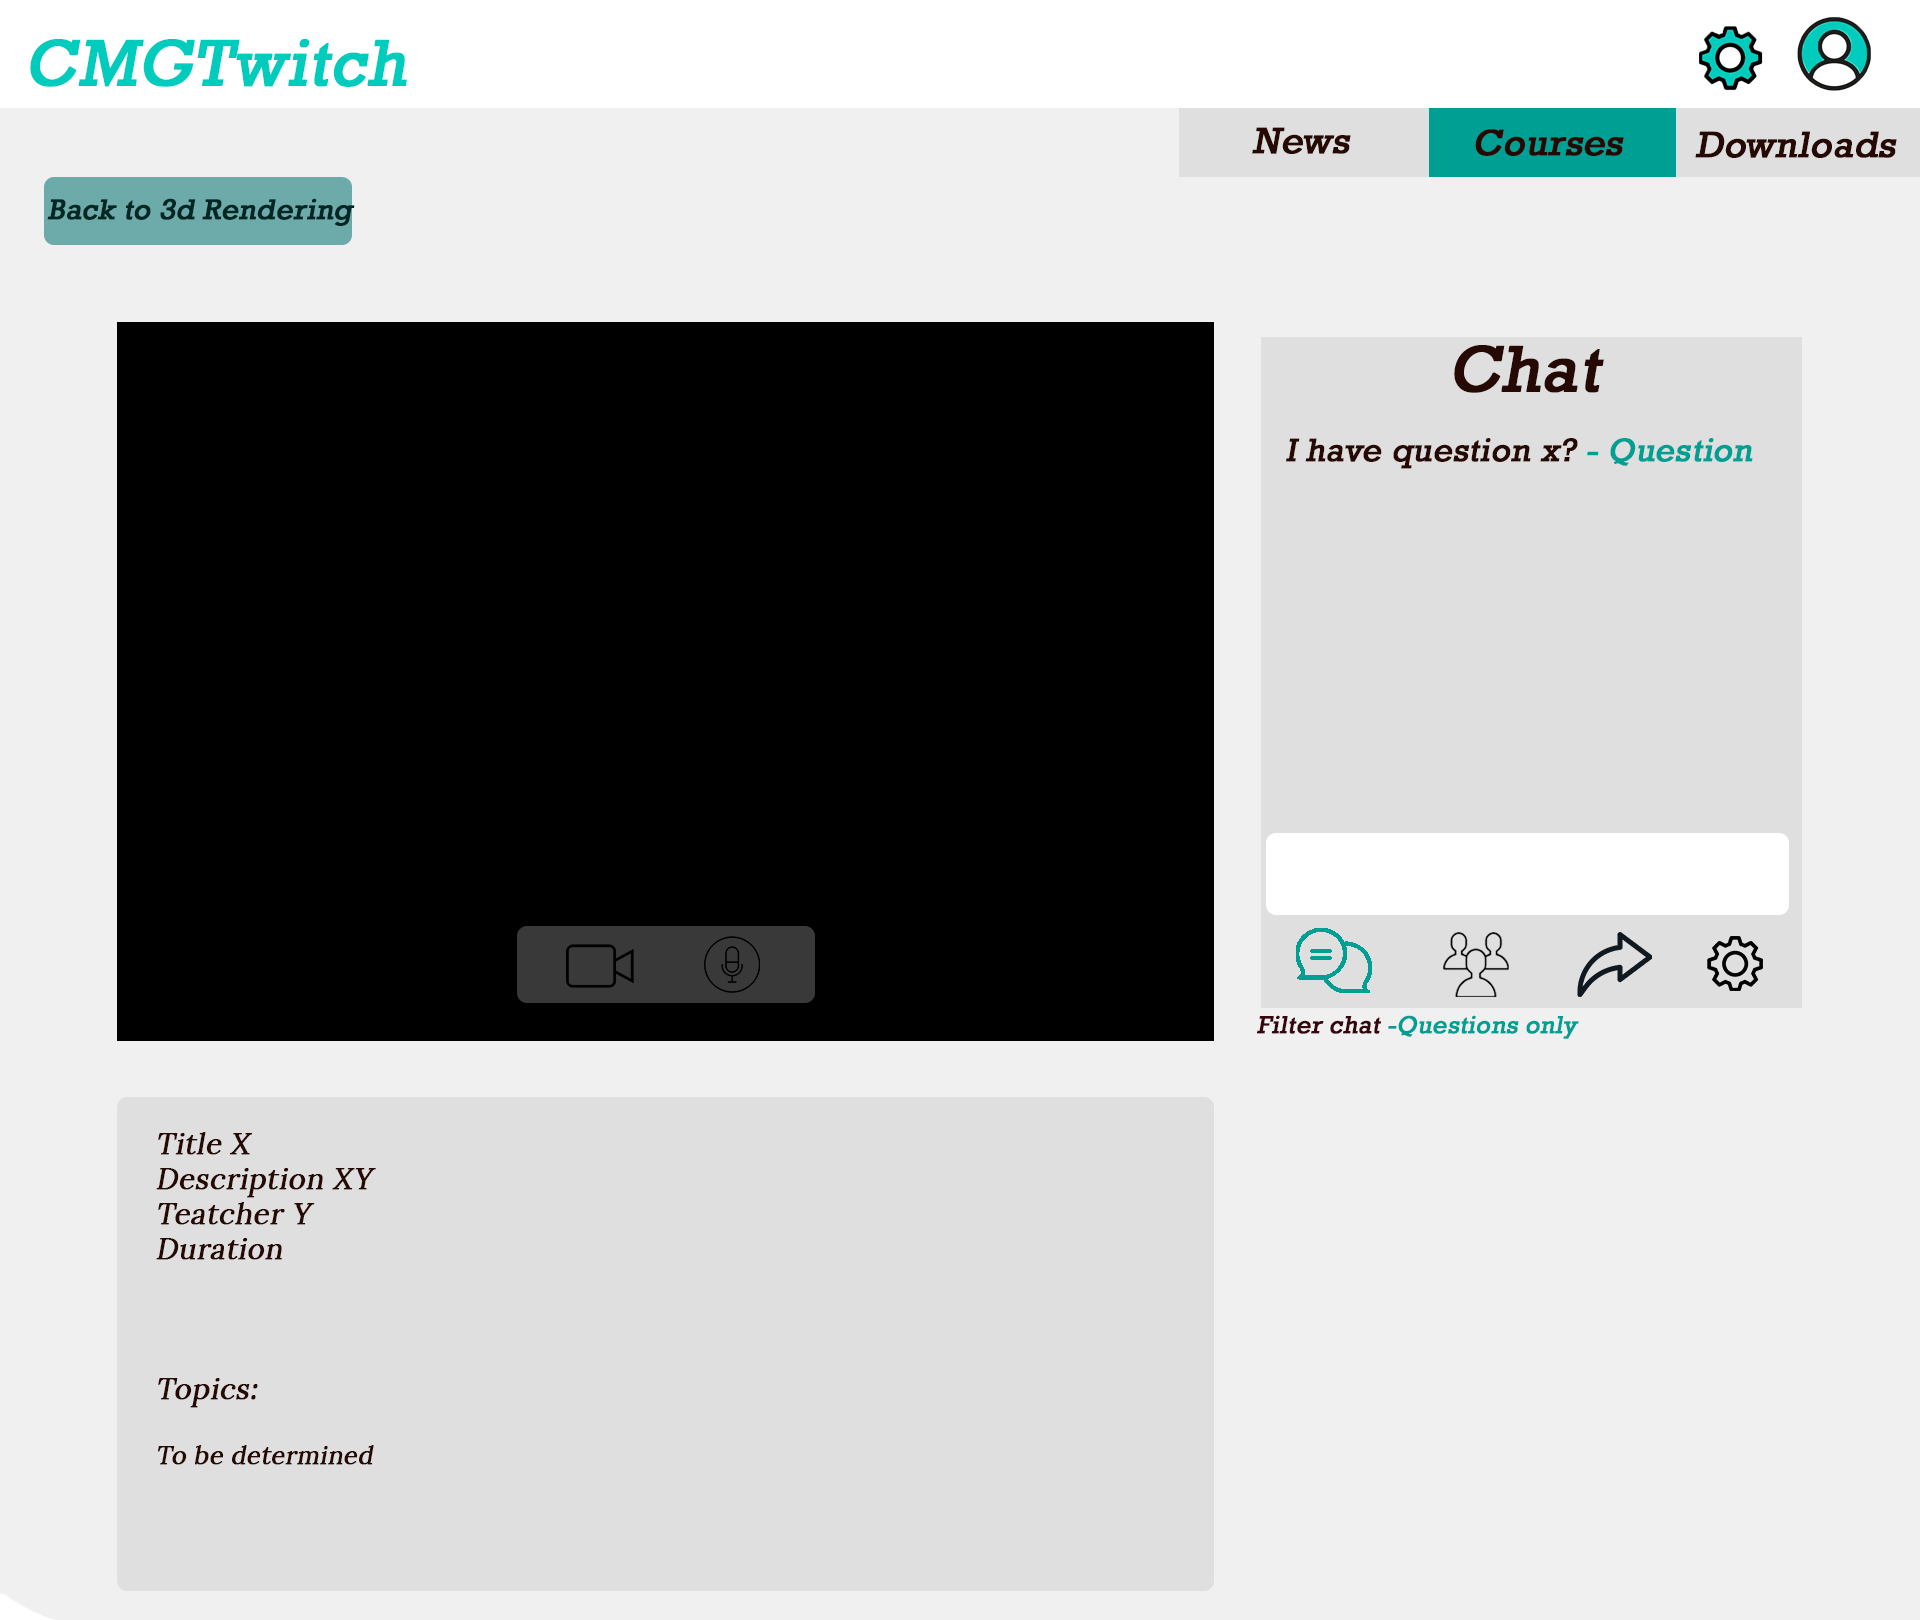 CMGTwitch
News
Courses
Downloads
Back to 3d Rendering
Chat
I have question x? - Question
Filter chat -Questions only
Title X
Description XY
Teatcher Y
Duration
Topics:
To be determined